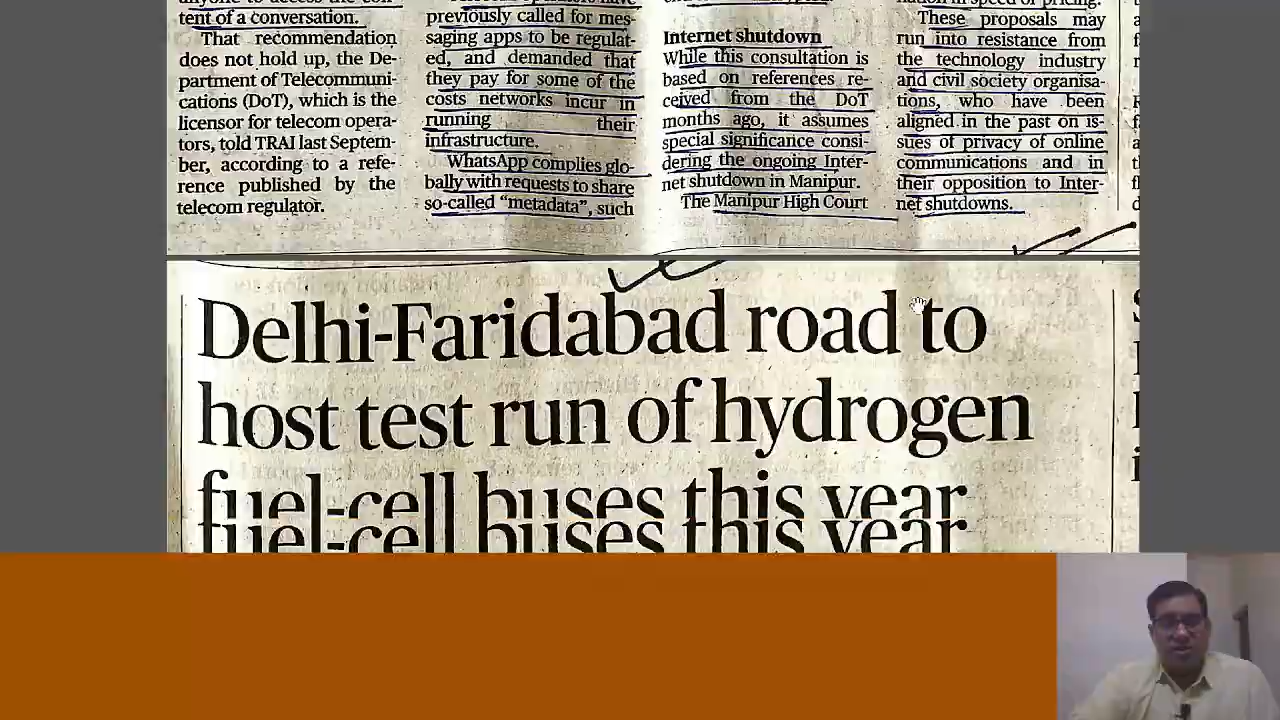 tent of a conversation.
That recommendation
does not hold up, the De-
partment of Telecommuni-
cations (DoT), which is the
licensor for telecom opera-
tors, told TRAI last Septem-
ber, according to a refe-
rence published by the
telecom regulator.
previously called for mes-
saging apps to be regulat-
ed, and demanded that
they pay for some of the
costs networks incur in
running their
infrastructure.
WhatsApp complies glo-
bally with requests to share
so-called “metadata”, such
Internet shutdown
While this consultation is
based on references re-
ceived from the DoT
months ago, it assumes
special significance consi-
dering the ongoing Inter-
net shutdown in Manipur.
The Manipur High Court
These proposals may
run into resistance from
the technology industry
and civil society organisa-
tions, who have been
aligned in the past on is-
sues of privacy of online
communications and in
their opposition to Inter-
net shutdowns.
Delhi-Faridabad road to
host test run of hydrogen
fuel-cell buses this year